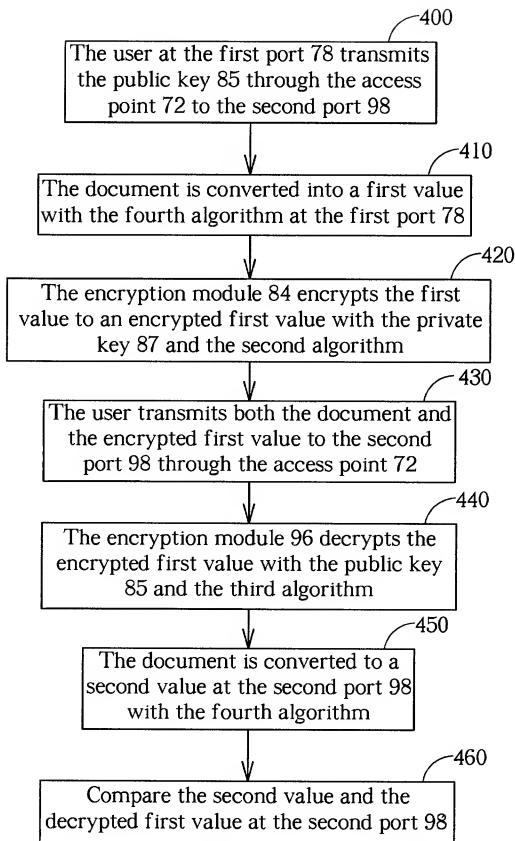 400
The user at the first port 78 transmits
the public key 85 through the access
point 72 to the second port 98
410
The document is converted into a first value
with the fourth algorithm at the first port 78
420
The encryption module 84 encrypts the first
value to an encrypted first value with the private
key 87 and the second algorithm
430
The user transmits both the document and
the encrypted first value to the second
port 98 through the access point 72
440
The encryption module 96 decrypts the
encrypted first value with the public key
85 and the third algorithm
450
The document is converted to a
second value at the second port 98
with the fourth algorithm
460
Compare the second value and the
decrypted first value at the second port 98